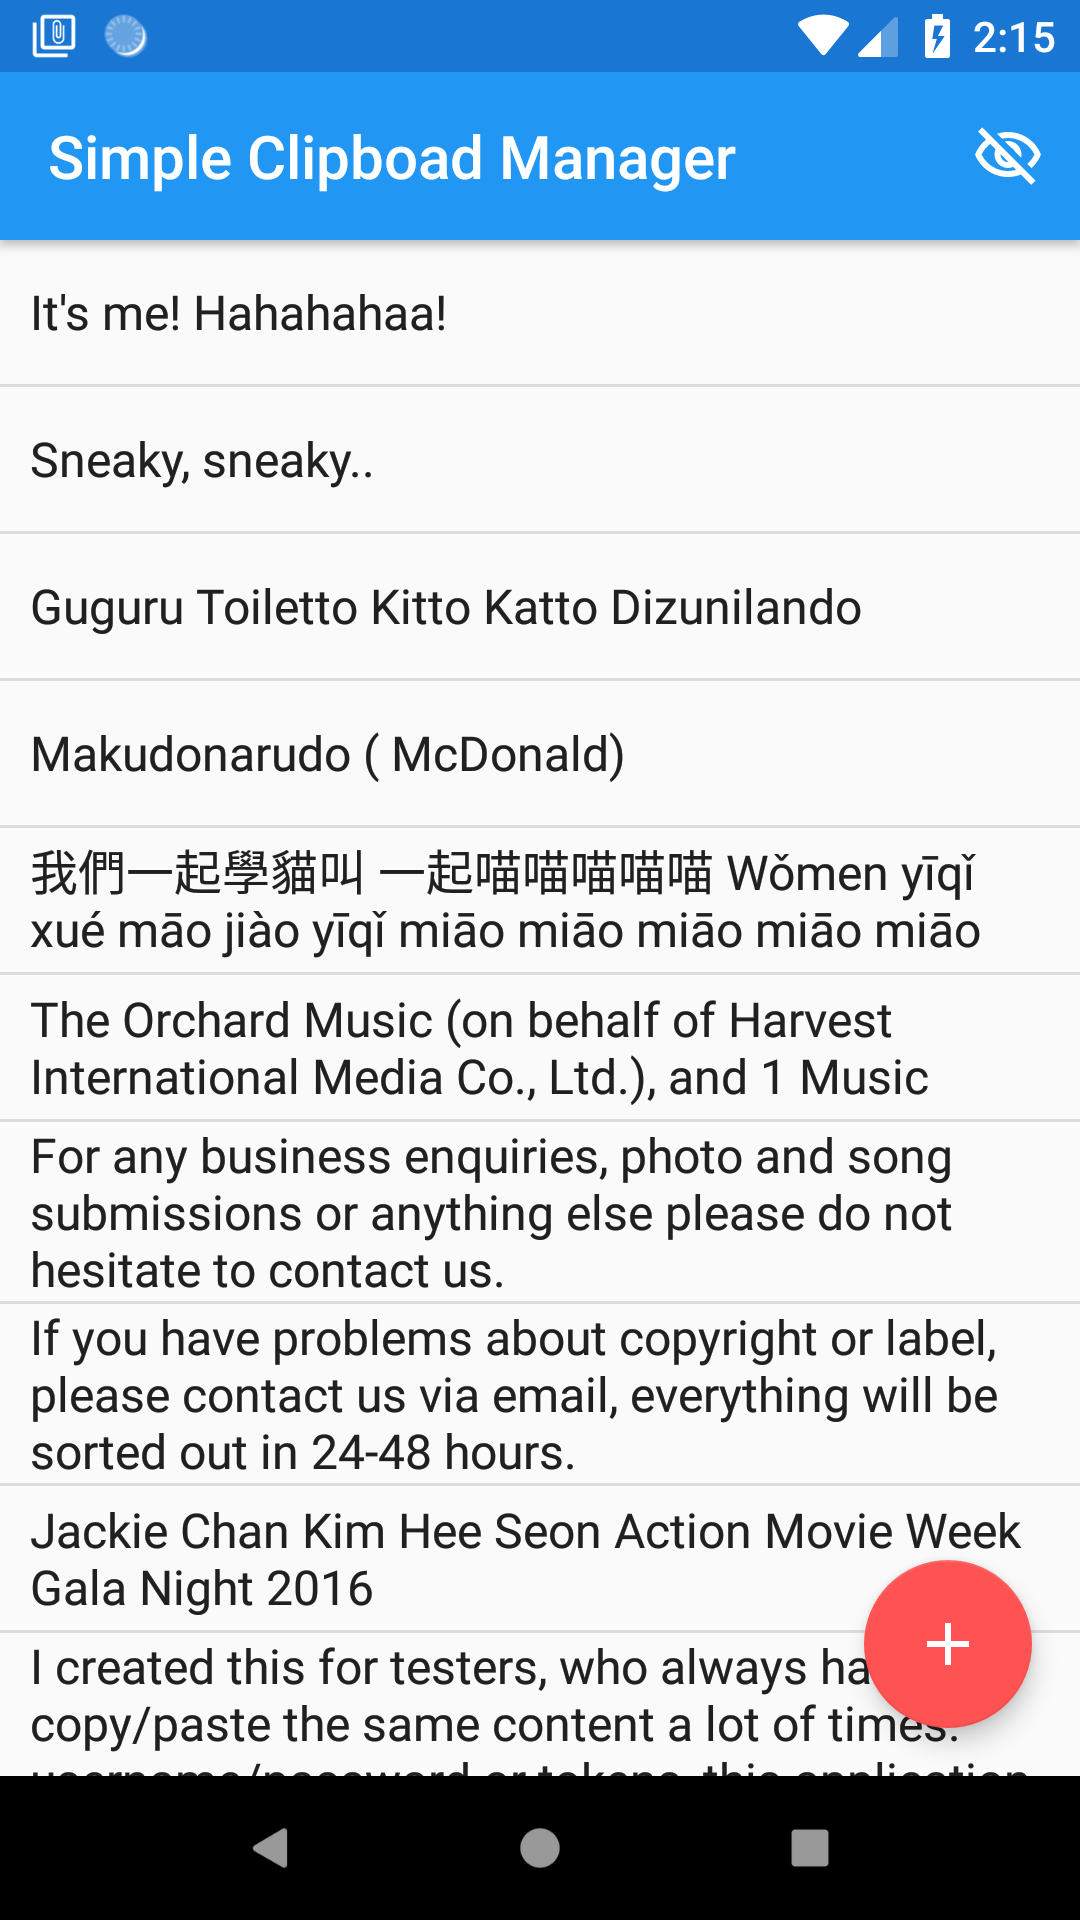 2:15
Simple Clipboad Manager
It's me! Hahahahaa!
Sneaky, sneaky..
Guguru Toiletto Kitto Katto Dizunilando
Makudonarudo ( McDonald)
我們一起學貓叫 一起喵喵喵喵喵 Wǒmen yīqǐ
xué māo jiào yīqǐ miāo miāo miāo miāo miāo
The Orchard Music (on behalf of Harvest
International Media Co., Ltd.), and 1 Music
For any business enquiries, photo and song
submissions or anything else please do not
hesitate to contact us.
If you have problems about copyright or label,
please contact us via email, everything will be
sorted out in 24-48 hours.
Jackie Chan Kim Hee Seon Action Movie Week
Gala Night 2016
I created this for testers, who always ha
copy/paste the same content a lot of times.
username/password or tokens, this application